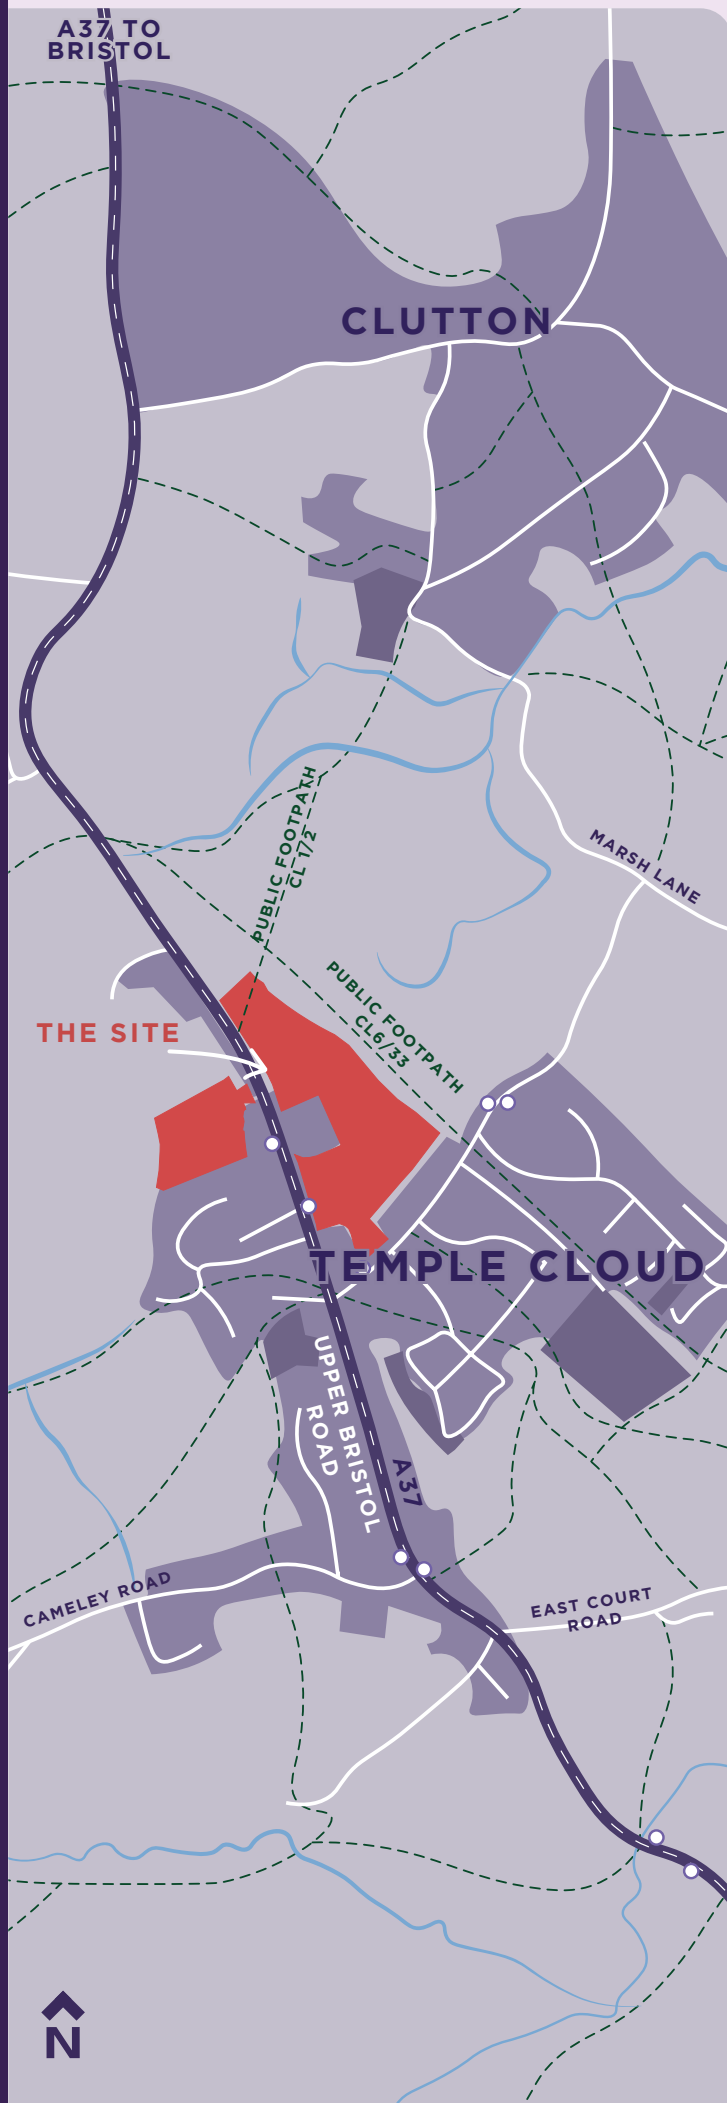 A37 TO
BRISTOL
CLUTTON
PUBLIC FOOTPATH
CL 1/2
MARSH LANE
PUBLIC FOOTPATH
CL6/33
THE SITE
TEMPLE CLOUD
UPPER BRISTOL
ROAD
A37
CAMELEY ROAD
EAST COURT
ROAD
N